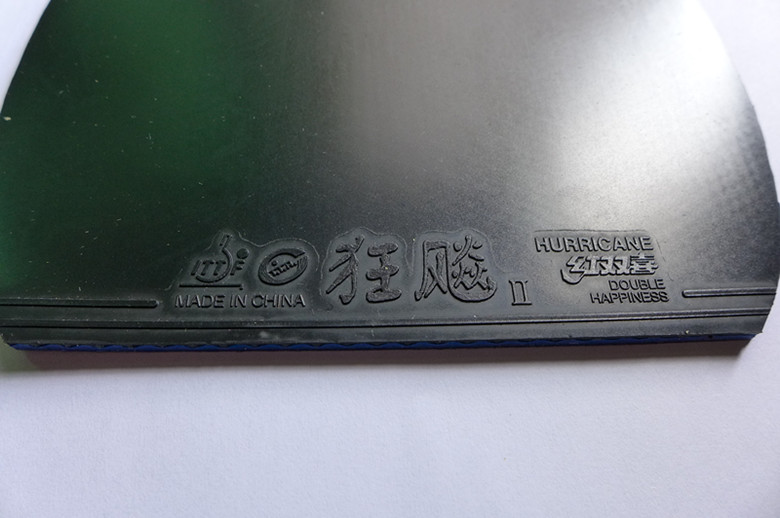 ITTF
MADE IN CHINA
狂飚 II
HURRICANE
红双喜
DOUBLE
HAPPINESS